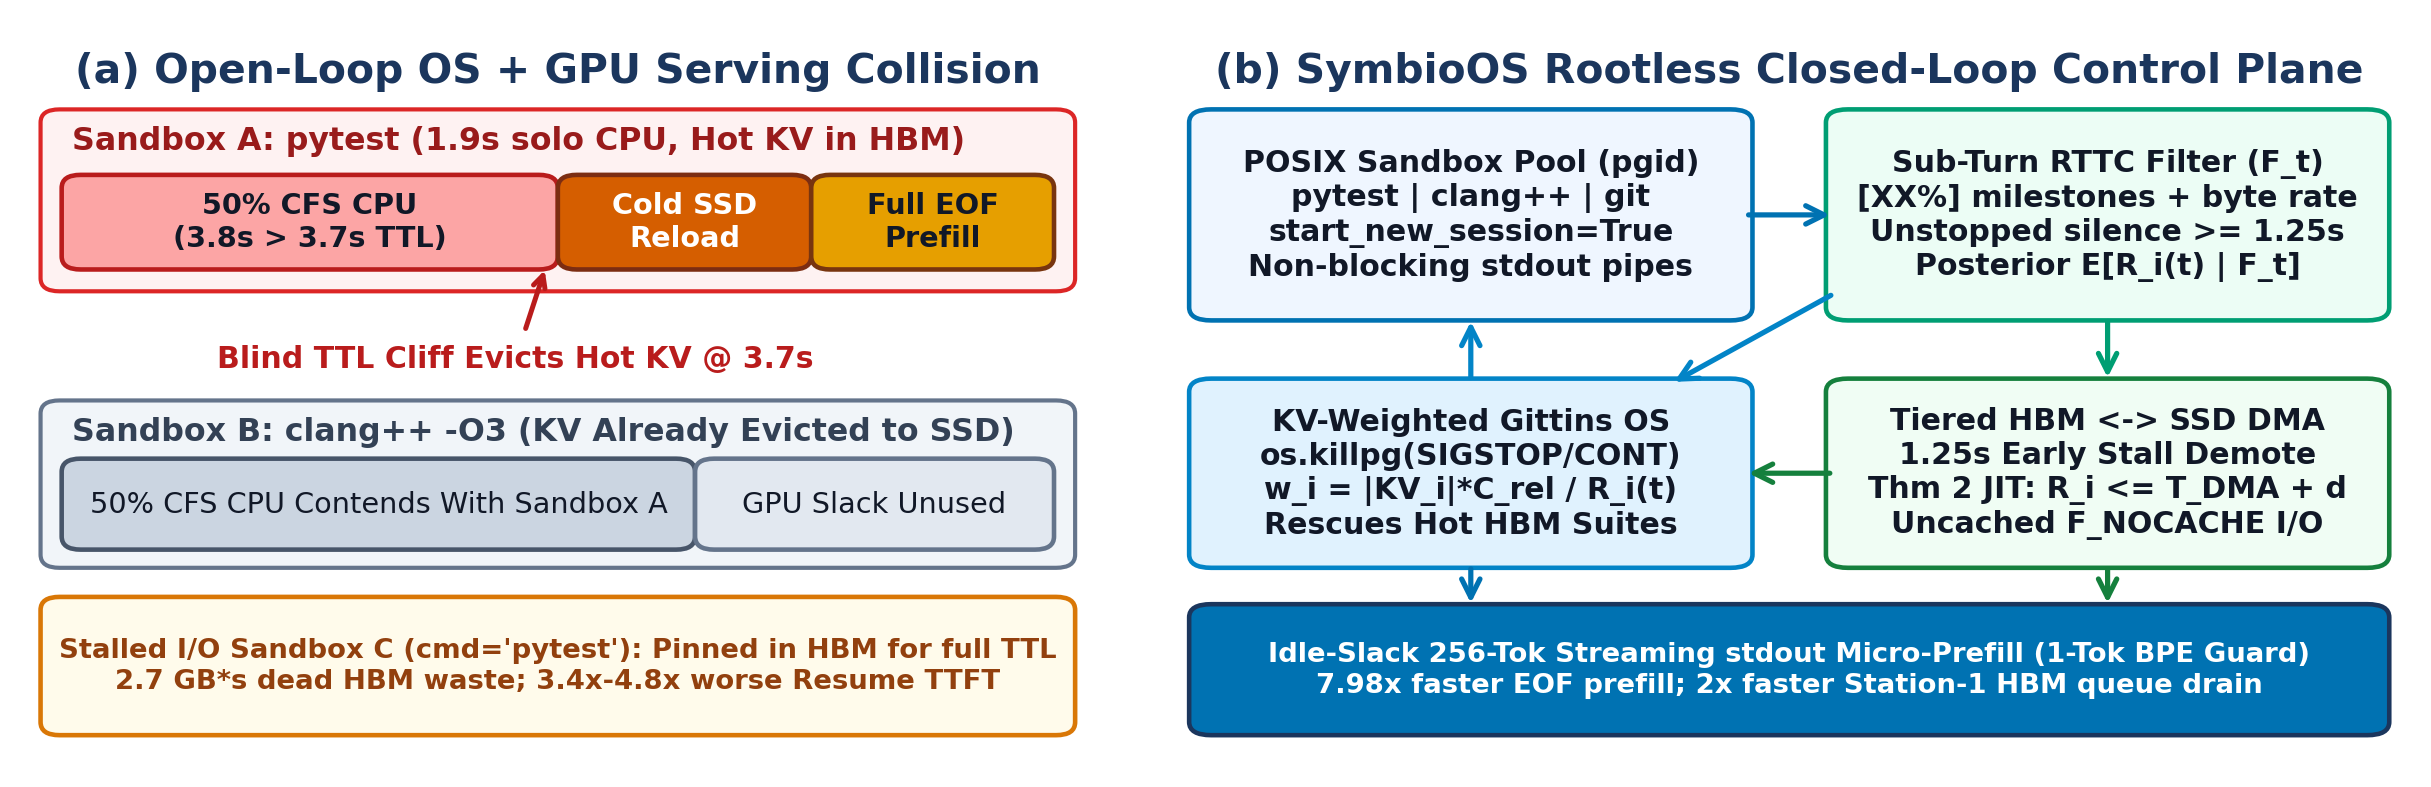 (a) Open-Loop OS + GPU Serving Collision
Sandbox A: pytest (1.9s solo CPU, Hot KV in HBM)
50% CFS CPU
(3.8s > 3.7s TTL)
Cold SSD
Reload
Full EOF
Prefill
Blind TTL Cliff Evicts Hot KV @ 3.7s
Sandbox B: clang++ -O3 (KV Already Evicted to SSD)
50% CFS CPU Contends With Sandbox A
GPU Slack Unused
Stalled I/O Sandbox C (cmd='pytest'): Pinned in HBM for full TTL
2.7 GB*s dead HBM waste; 3.4x-4.8x worse Resume TTFT
(b) SymbioOS Rootless Closed-Loop Control Plane
POSIX Sandbox Pool (pgid)
pytest | clang++ | git
start_new_session=True
Non-blocking stdout pipes
Sub-Turn RTTC Filter (F_t)
[XX%] milestones + byte rate
Unstopped silence >= 1.25s
Posterior E[R_i(t) | F_t]
KV-Weighted Gittins OS
os.killpg(SIGSTOP/CONT)
w_i = |KV_i|*C_rel / R_i(t)
Rescues Hot HBM Suites
Tiered HBM <-> SSD DMA
1.25s Early Stall Demote
Thm 2 JIT: R_i <= T_DMA + d
Uncached F_NOCACHE I/O
Idle-Slack 256-Tok Streaming stdout Micro-Prefill (1-Tok BPE Guard)
7.98x faster EOF prefill; 2x faster Station-1 HBM queue drain